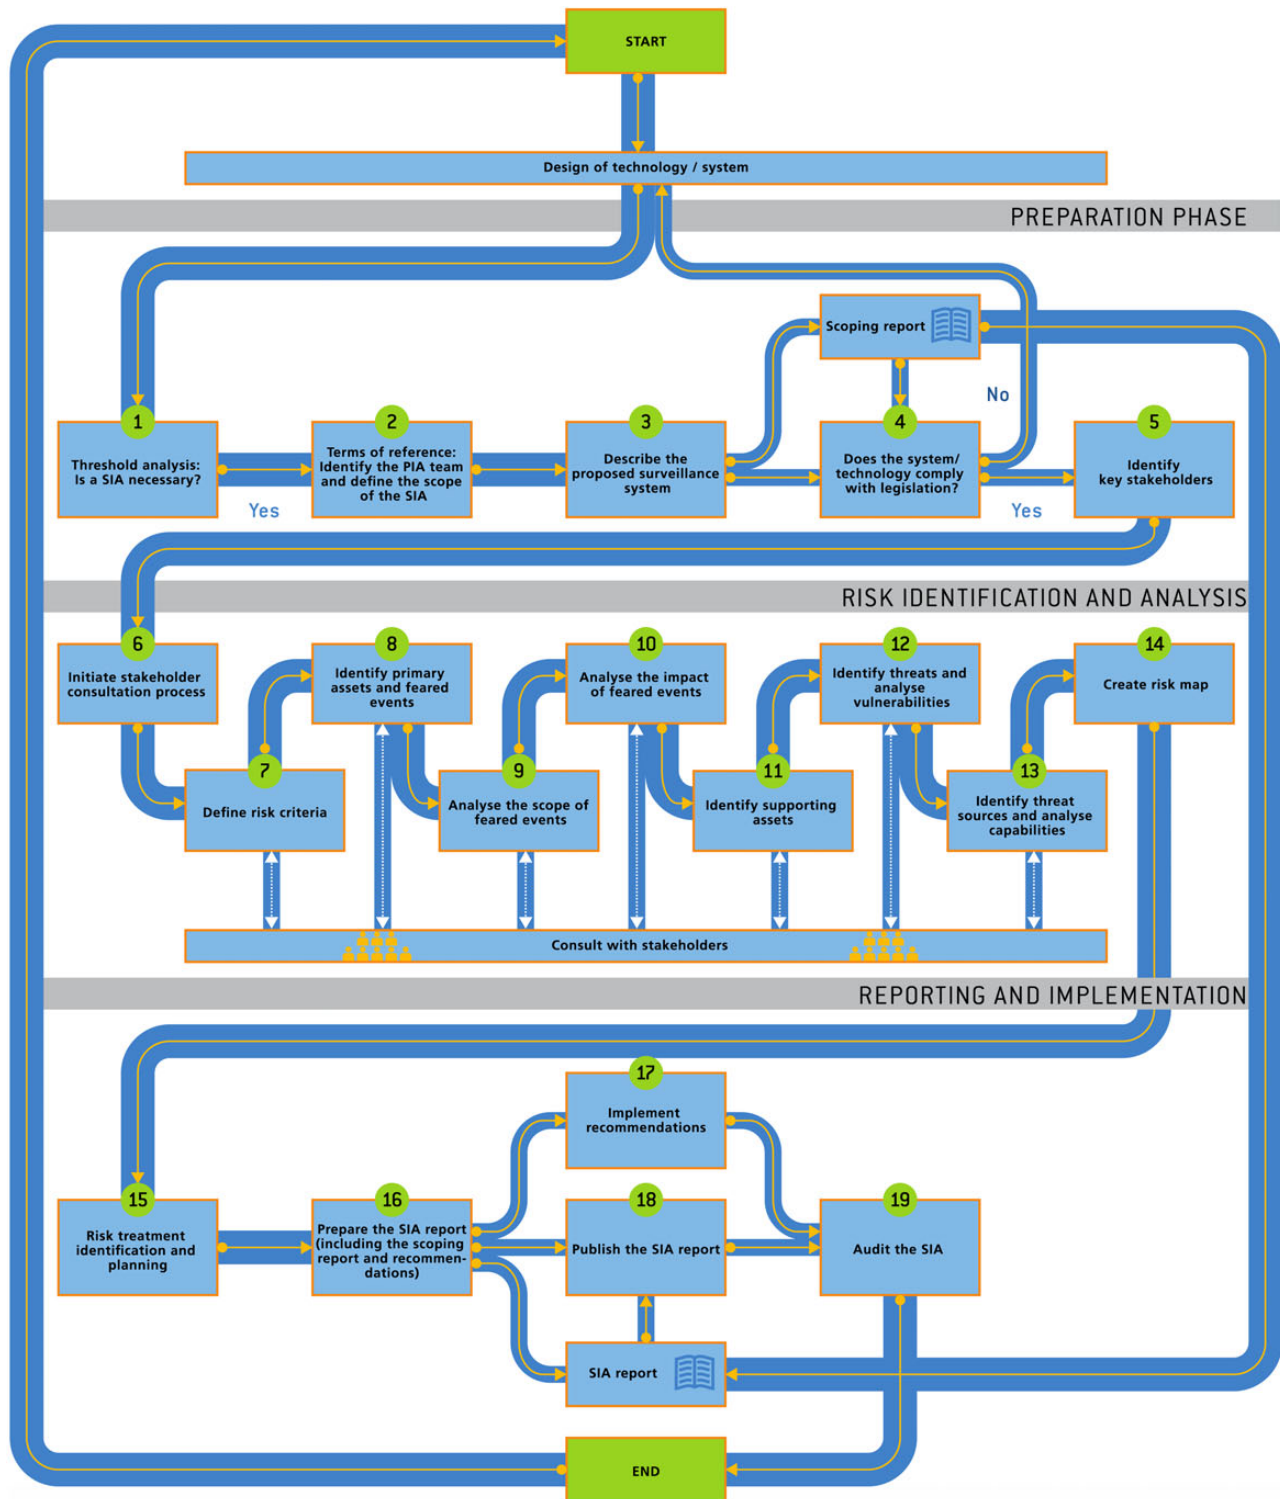 START
Design of technology / system
PREPARATION PHASE
Scoping report
No
1
Threshold analysis:
Is a SIA necessary?
Yes
2
Terms of reference:
Identify the PIA team
and define the scope
of the SIA
3
Describe the
proposed surveillance
system
4
Does the system/
technology comply
with legislation?
Yes
5
Identify
key stakeholders
RISK IDENTIFICATION AND ANALYSIS
6
Initiate stakeholder
consultation process
7
Define risk criteria
8
Identify primary
assets and feared
events
9
Analyse the scope of
feared events
10
Analyse the impact
of feared events
11
Identify supporting
assets
12
Identify threats and
analyse
vulnerabilities
13
Identify threat
sources and analyse
capabilities
14
Create risk map
Consult with stakeholders
REPORTING AND IMPLEMENTATION
15
Risk treatment
identification and
planning
16
Prepare the SIA report
(including the scoping
report and recommen-
dations)
17
Implement
recommendations
18
Publish the SIA report
19
Audit the SIA
SIA report
END